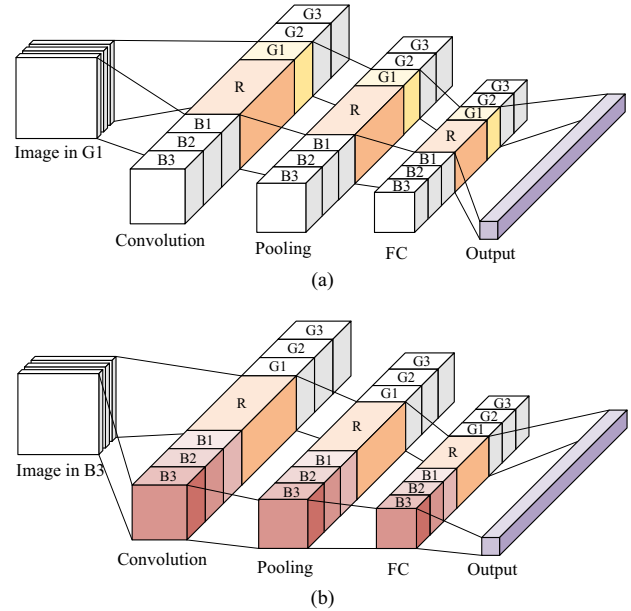 G3
G2
G1
R
B1
B2
B3
G3
G2
G1
R
B1
B2
B3
G3
G2
G1
R
B1
B2
B3
Image in G1
Convolution
Pooling
FC
Output
(a)
G3
G2
G1
R
B1
B2
B3
G3
G2
G1
R
B1
B2
B3
G3
G2
G1
R
B1
B2
B3
Image in B3
Convolution
Pooling
FC
Output
(b)